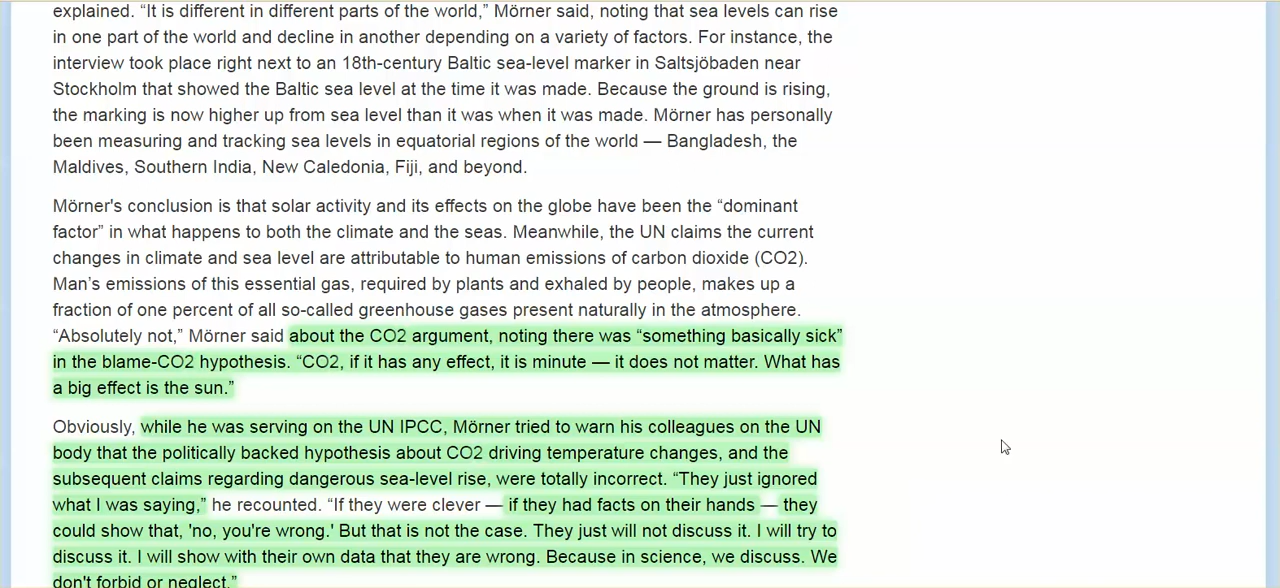 explained. “It is different in different parts of the world,” Mörner said, noting that sea levels can rise
in one part of the world and decline in another depending on a variety of factors. For instance, the
interview took place right next to an 18th-century Baltic sea-level marker in Saltsjöbaden near
Stockholm that showed the Baltic sea level at the time it was made. Because the ground is rising,
the marking is now higher up from sea level than it was when it was made. Mörner has personally
been measuring and tracking sea levels in equatorial regions of the world — Bangladesh, the
Maldives, Southern India, New Caledonia, Fiji, and beyond.
Mörner's conclusion is that solar activity and its effects on the globe have been the “dominant
factor” in what happens to both the climate and the seas. Meanwhile, the UN claims the current
changes in climate and sea level are attributable to human emissions of carbon dioxide (CO2).
Man’s emissions of this essential gas, required by plants and exhaled by people, makes up a
fraction of one percent of all so-called greenhouse gases present naturally in the atmosphere.
“Absolutely not,” Mörner said about the CO2 argument, noting there was “something basically sick”
in the blame-CO2 hypothesis. “CO2, if it has any effect, it is minute — it does not matter. What has
a big effect is the sun.”
Obviously, while he was serving on the UN IPCC, Mörner tried to warn his colleagues on the UN
body that the politically backed hypothesis about CO2 driving temperature changes, and the
subsequent claims regarding dangerous sea-level rise, were totally incorrect. “They just ignored
what I was saying,” he recounted. “If they were clever — if they had facts on their hands — they
could show that, 'no, you're wrong.' But that is not the case. They just will not discuss it. I will try to
discuss it. I will show with their own data that they are wrong. Because in science, we discuss. We
don't forbid or neglect.”